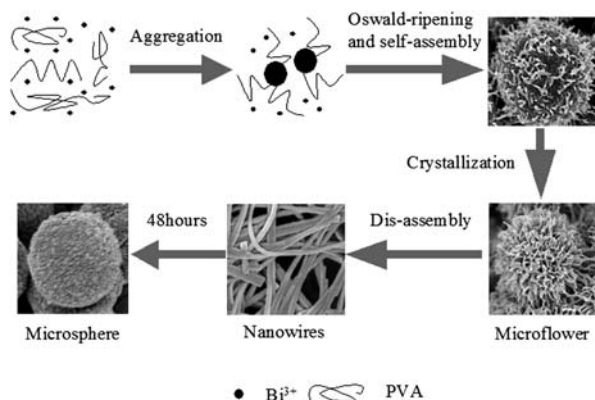 Aggregation
Oswald-ripening
and self-assembly
Crystallization
Dis-assembly
48hours
Microsphere
Nanowires
Microflower
Bi³⁺
PVA